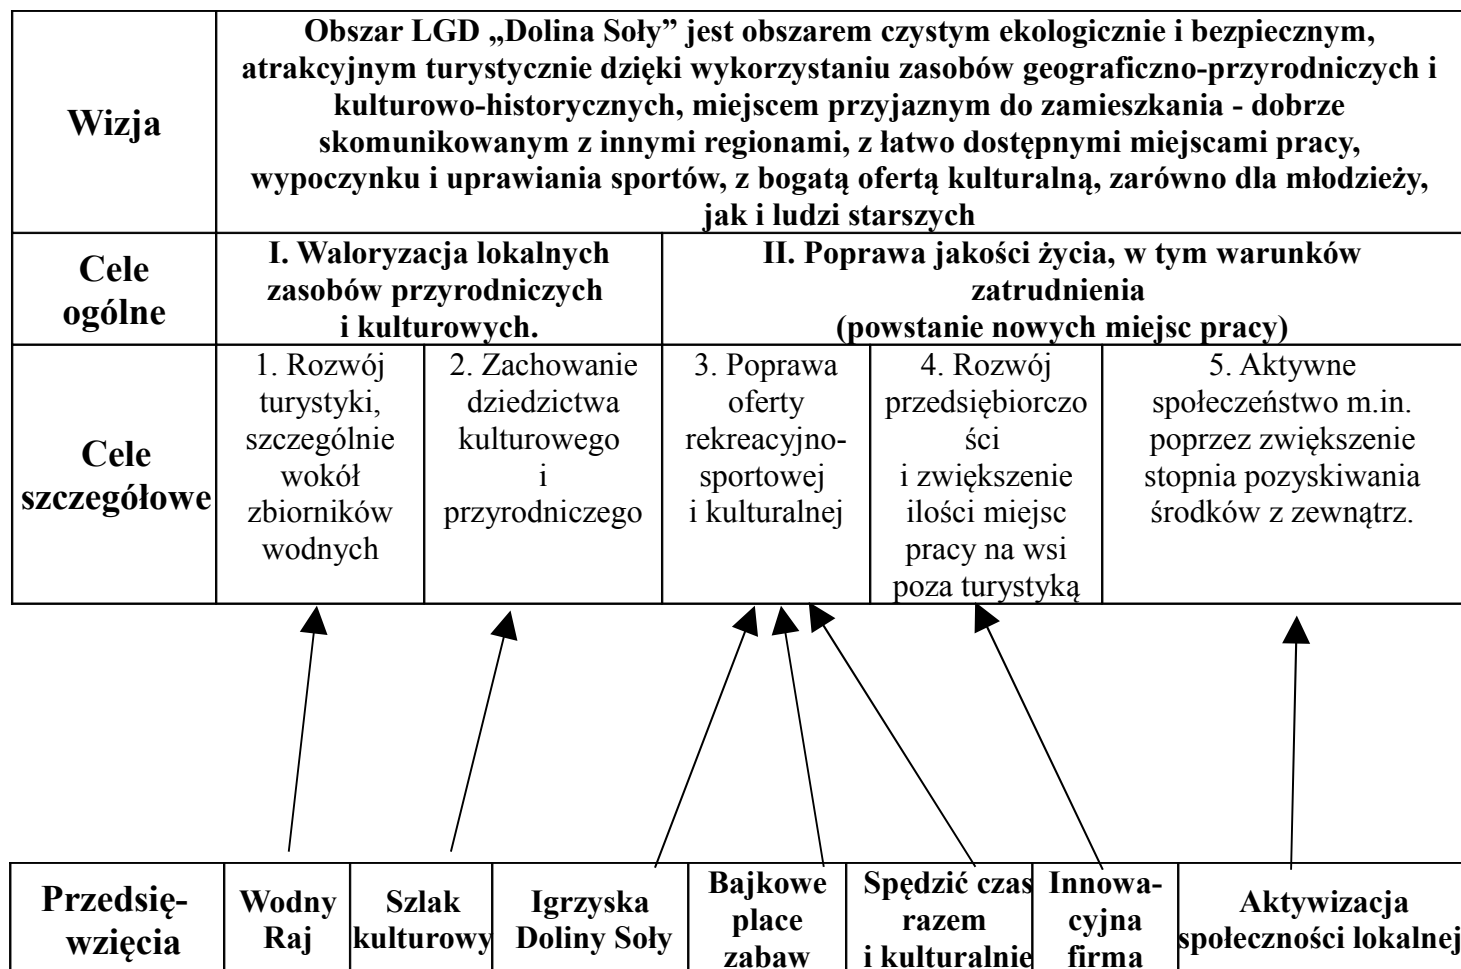 Wizja
Obszar LGD „Dolina Soły” jest obszarem czystym ekologicznie i bezpiecznym,
atrakcyjnym turystycznie dzięki wykorzystaniu zasobów geograficzno-przyrodniczych i
kulturowo-historycznych, miejscem przyjaznym do zamieszkania - dobrze
skomunikowanym z innymi regionami, z łatwo dostępnymi miejscami pracy,
wypoczynku i uprawiania sportów, z bogatą ofertą kulturalną, zarówno dla młodzieży,
jak i ludzi starszych
Cele
ogólne
I. Waloryzacja lokalnych
zasobów przyrodniczych
i kulturowych.
II. Poprawa jakości życia, w tym warunków
zatrudnienia
(powstanie nowych miejsc pracy)
Cele
szczegółowe
1. Rozwój
turystyki,
szczególnie
wokół
zbiorników
wodnych
2. Zachowanie
dziedzictwa
kulturowego
i
przyrodniczego
3. Poprawa
oferty
rekreacyjno-
sportowej
i kulturalnej
4. Rozwój
przedsiębiorczo
ści
i zwiększenie
ilości miejsc
pracy na wsi
poza turystyką
5. Aktywne
społeczeństwo m.in.
poprzez zwiększenie
stopnia pozyskiwania
środków z zewnątrz.
Przedsię-
wzięcia
Wodny
Raj
Szlak
kulturowy
Igrzyska
Doliny Soły
Bajkowe
place
zabaw
Spędzić czas
razem
i kulturalnie
Innowa-
cyjna
firma
Aktywizacja
społeczności lokalnej